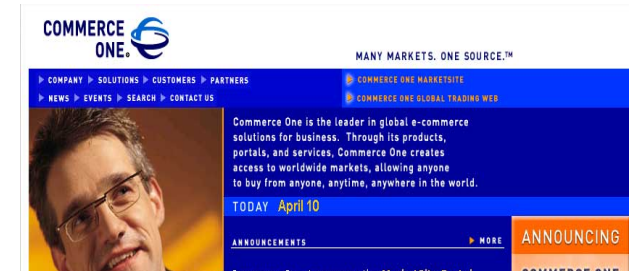 COMMERCE
ONE.
MANY MARKETS. ONE SOURCE.™
COMPANY SOLUTIONS CUSTOMERS PARTNERS
COMMERCE ONE MARKETSITE
NEWS EVENTS SEARCH CONTACT US
COMMERCE ONE GLOBAL TRADING WEB
Commerce One is the leader in global e-commerce
solutions for business. Through its products,
portals, and services, Commerce One creates
access to worldwide markets, allowing anyone
to buy from anyone, anytime, anywhere in the world.
TODAY April 10
ANNOUNCEMENTS
MORE
ANNOUNCING
COMMERCE ONE